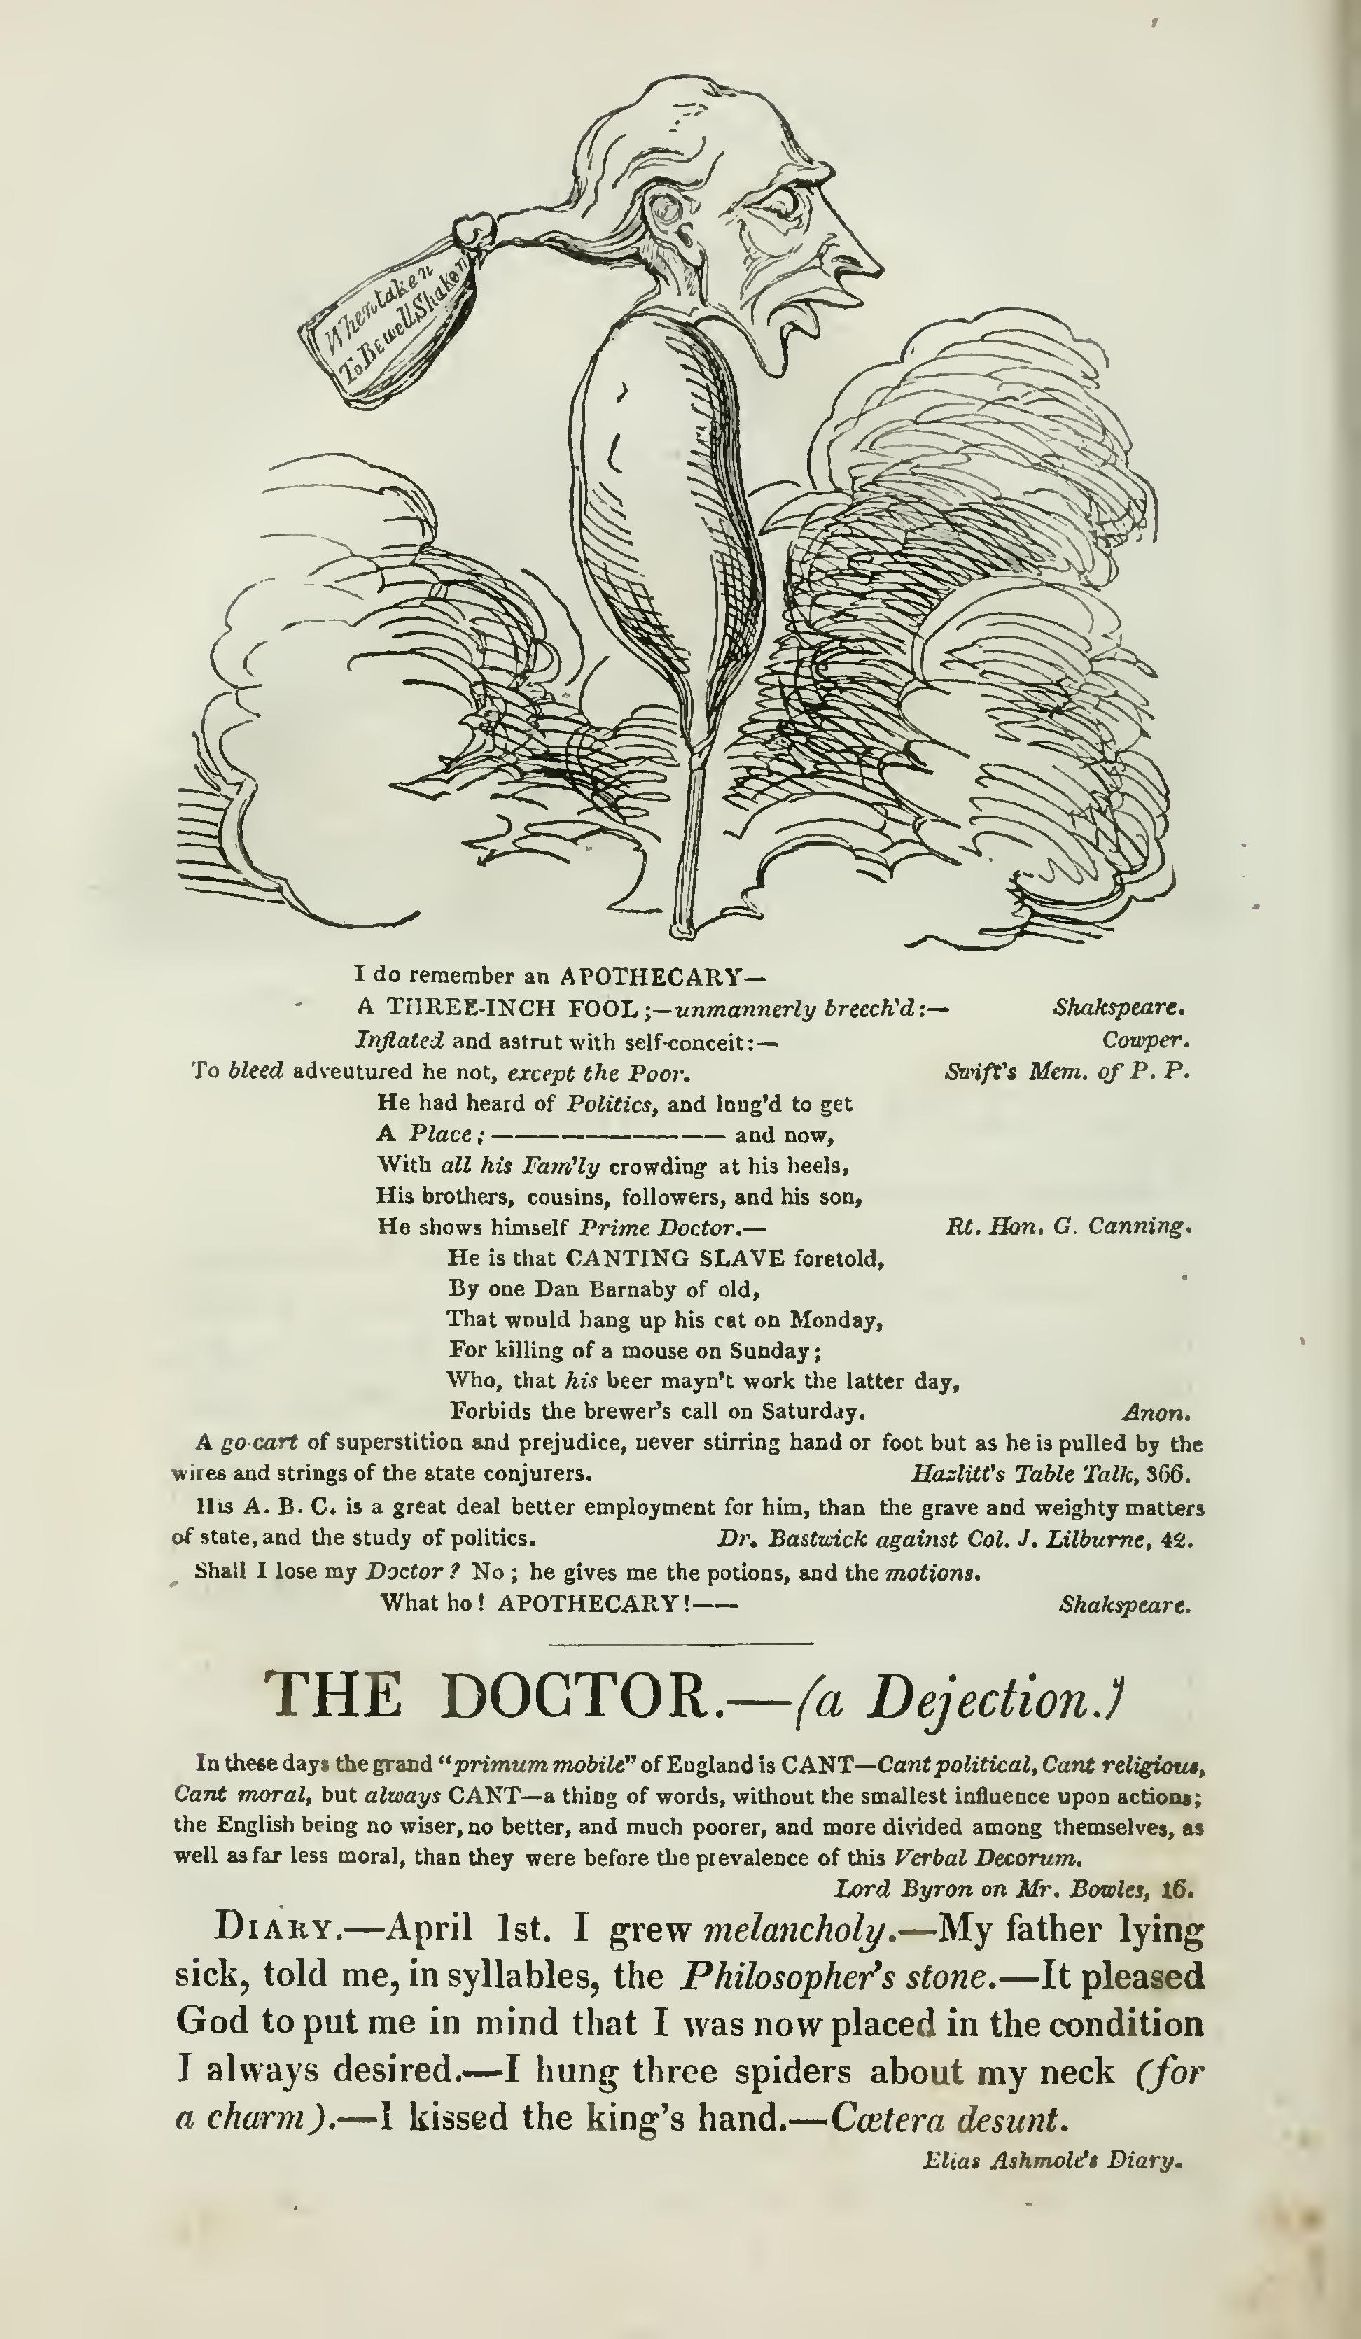 When taken
To Be well Shaken
I do remember an APOTHECARY—
A THREE-INCH FOOL;—unmannerly breech'd:— Shakspeare.
Inflated and astrut with self-conceit:— Cowper.
To bleed adventured he not, except the Poor. Swift's Mem. of P. P.
He had heard of Politics, and long'd to get
A Place;———————— and now,
With all his Fam'ly crowding at his heels,
His brothers, cousins, followers, and his son,
He shows himself Prime Doctor.— Rt. Hon. G. Canning.
He is that CANTING SLAVE foretold,
By one Dan Barnaby of old,
That would hang up his cat on Monday,
For killing of a mouse on Sunday;
Who, that his beer mayn't work the latter day,
Forbids the brewer's call on Saturday. Anon.
A go-cart of superstition and prejudice, never stirring hand or foot but as he is pulled by the
wires and strings of the state conjurers. Hazlitt's Table Talk, 366.
His A. B. C. is a great deal better employment for him, than the grave and weighty matters
of state, and the study of politics. Dr. Bastwick against Col. J. Lilburne, 42.
Shall I lose my Doctor? No; he gives me the potions, and the motions.
What ho! APOTHECARY!—— Shakspeare.
THE DOCTOR.—(a Dejection.)
In these days the grand "primum mobile" of England is CANT—Cant political, Cant religious,
Cant moral, but always CANT—a thing of words, without the smallest influence upon actions;
the English being no wiser, no better, and much poorer, and more divided among themselves, as
well as far less moral, than they were before the prevalence of this Verbal Decorum.
Lord Byron on Mr. Bowles, 16.
DIARY.—April 1st. I grew melancholy.—My father lying
sick, told me, in syllables, the Philosopher's stone.—It pleased
God to put me in mind that I was now placed in the condition
I always desired.—I hung three spiders about my neck (for
a charm).—I kissed the king's hand.—Cœtera desunt.
Elias Ashmole's Diary.